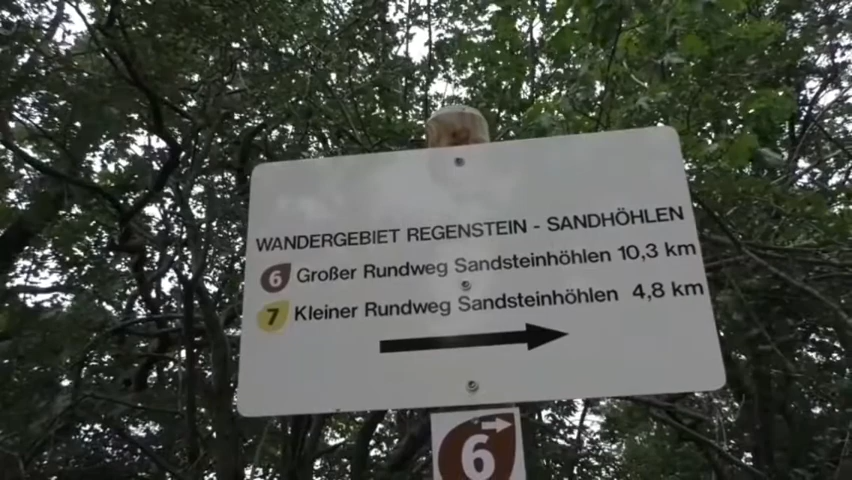 WANDERGEBIET REGENSTEIN - SANDHÖHLEN
6 Großer Rundweg Sandsteinhöhlen 10,3 km
7 Kleiner Rundweg Sandsteinhöhlen 4,8 km
6